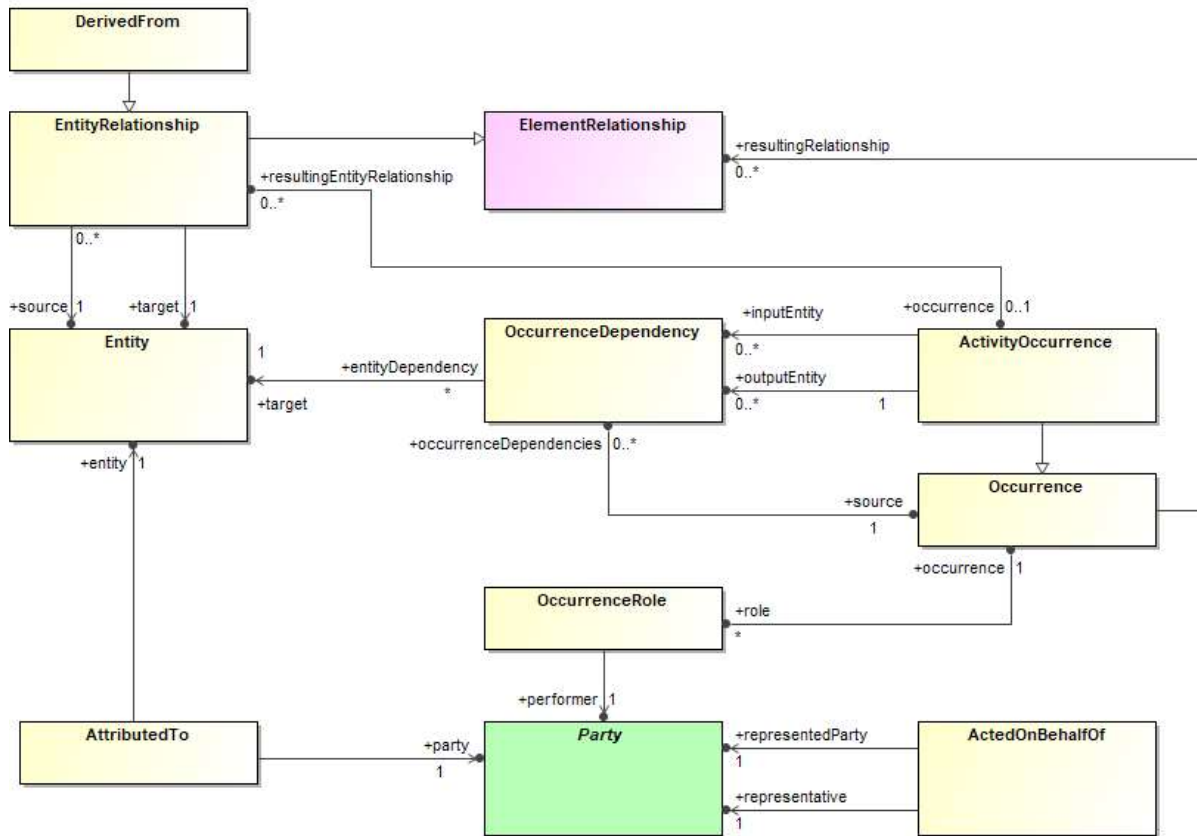 DerivedFrom
EntityRelationship
ElementRelationship
+resultingRelationship
0..*
+resultingEntityRelationship
0..*
0..*
+source 1
+target 1
+occurrence 0..1
Entity
OccurrenceDependency
+inputEntity
0..*
ActivityOccurrence
1
+entityDependency
*
+target
+outputEntity
0..*
1
+entity 1
+occurrenceDependencies 0..*
Occurrence
+source
1
+occurrence 1
OccurrenceRole
+role
*
+performer 1
AttributedTo
+party
1
Party
+representedParty
1
+representative
1
ActedOnBehalfOf